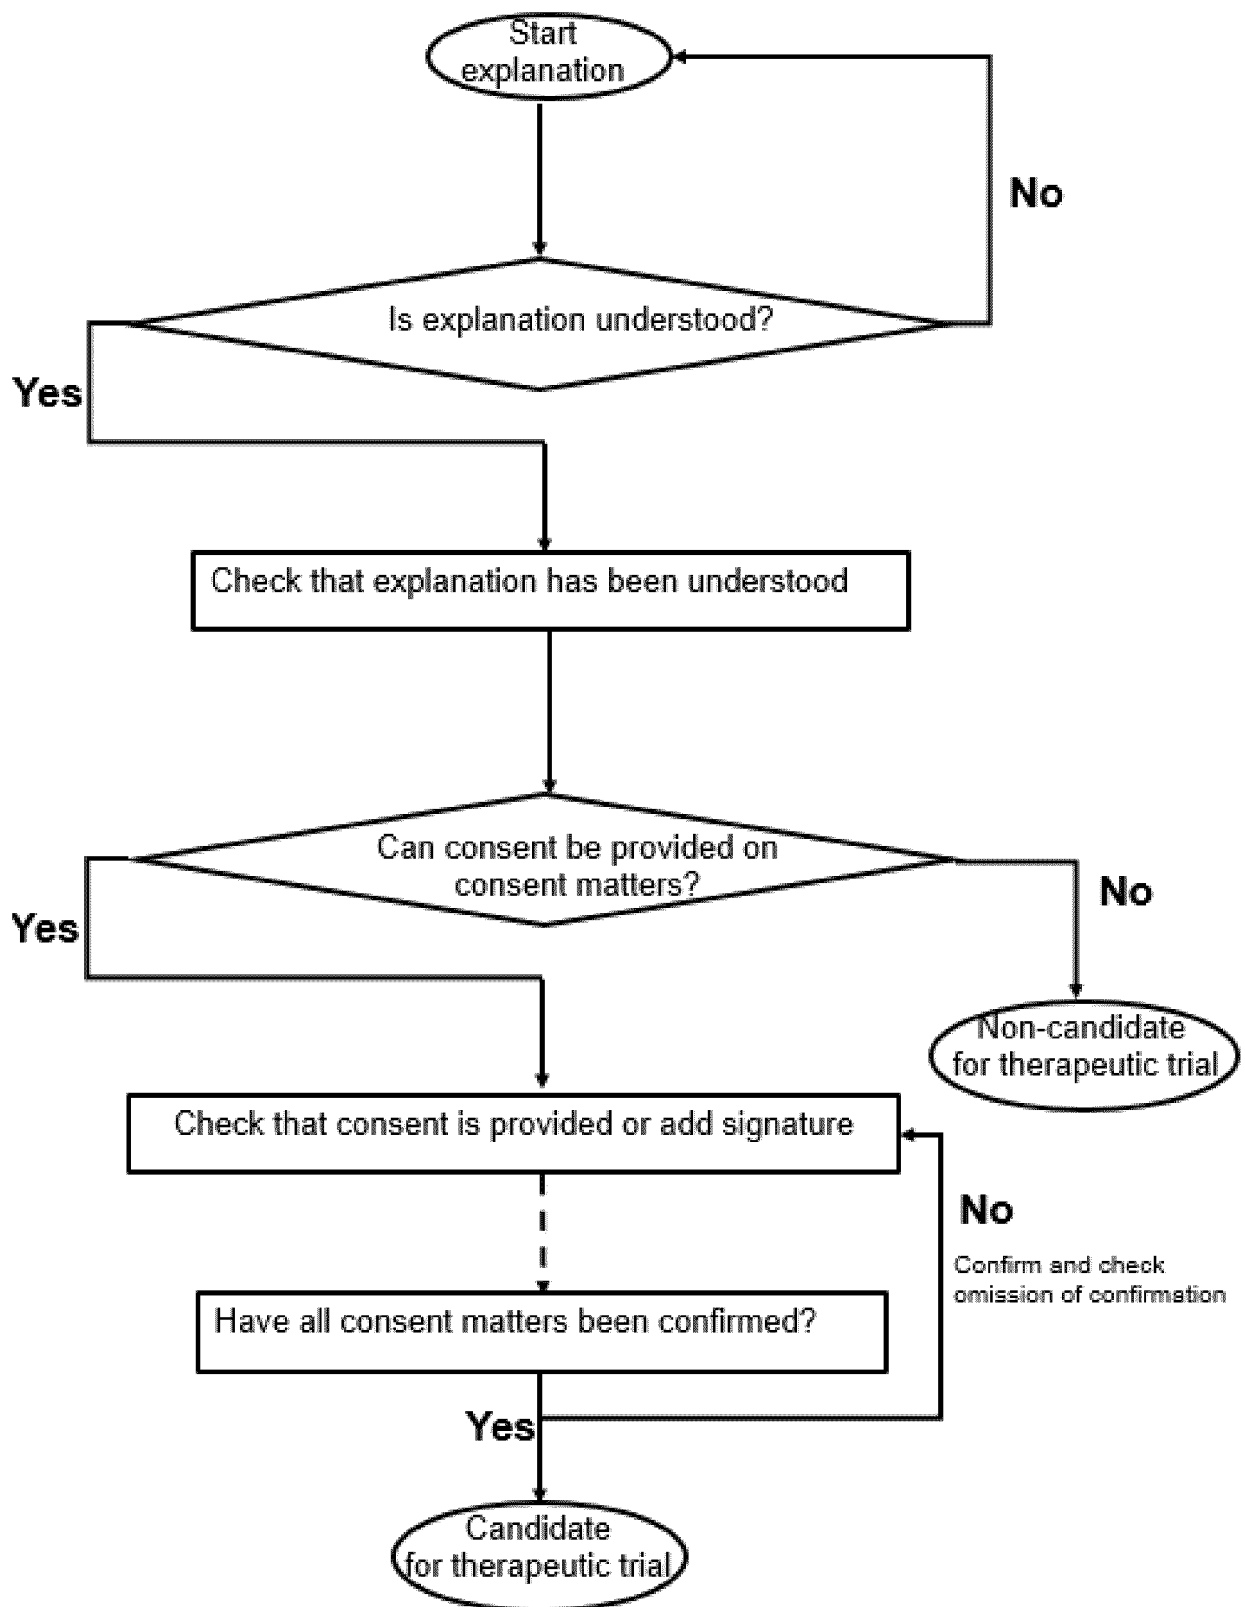 Start
explanation
No
Is explanation understood?
Yes
Check that explanation has been understood
Can consent be provided on
consent matters?
No
Yes
Non-candidate
for therapeutic trial
Check that consent is provided or add signature
No
Confirm and check
omission of confirmation
Have all consent matters been confirmed?
Yes
Candidate
for therapeutic trial